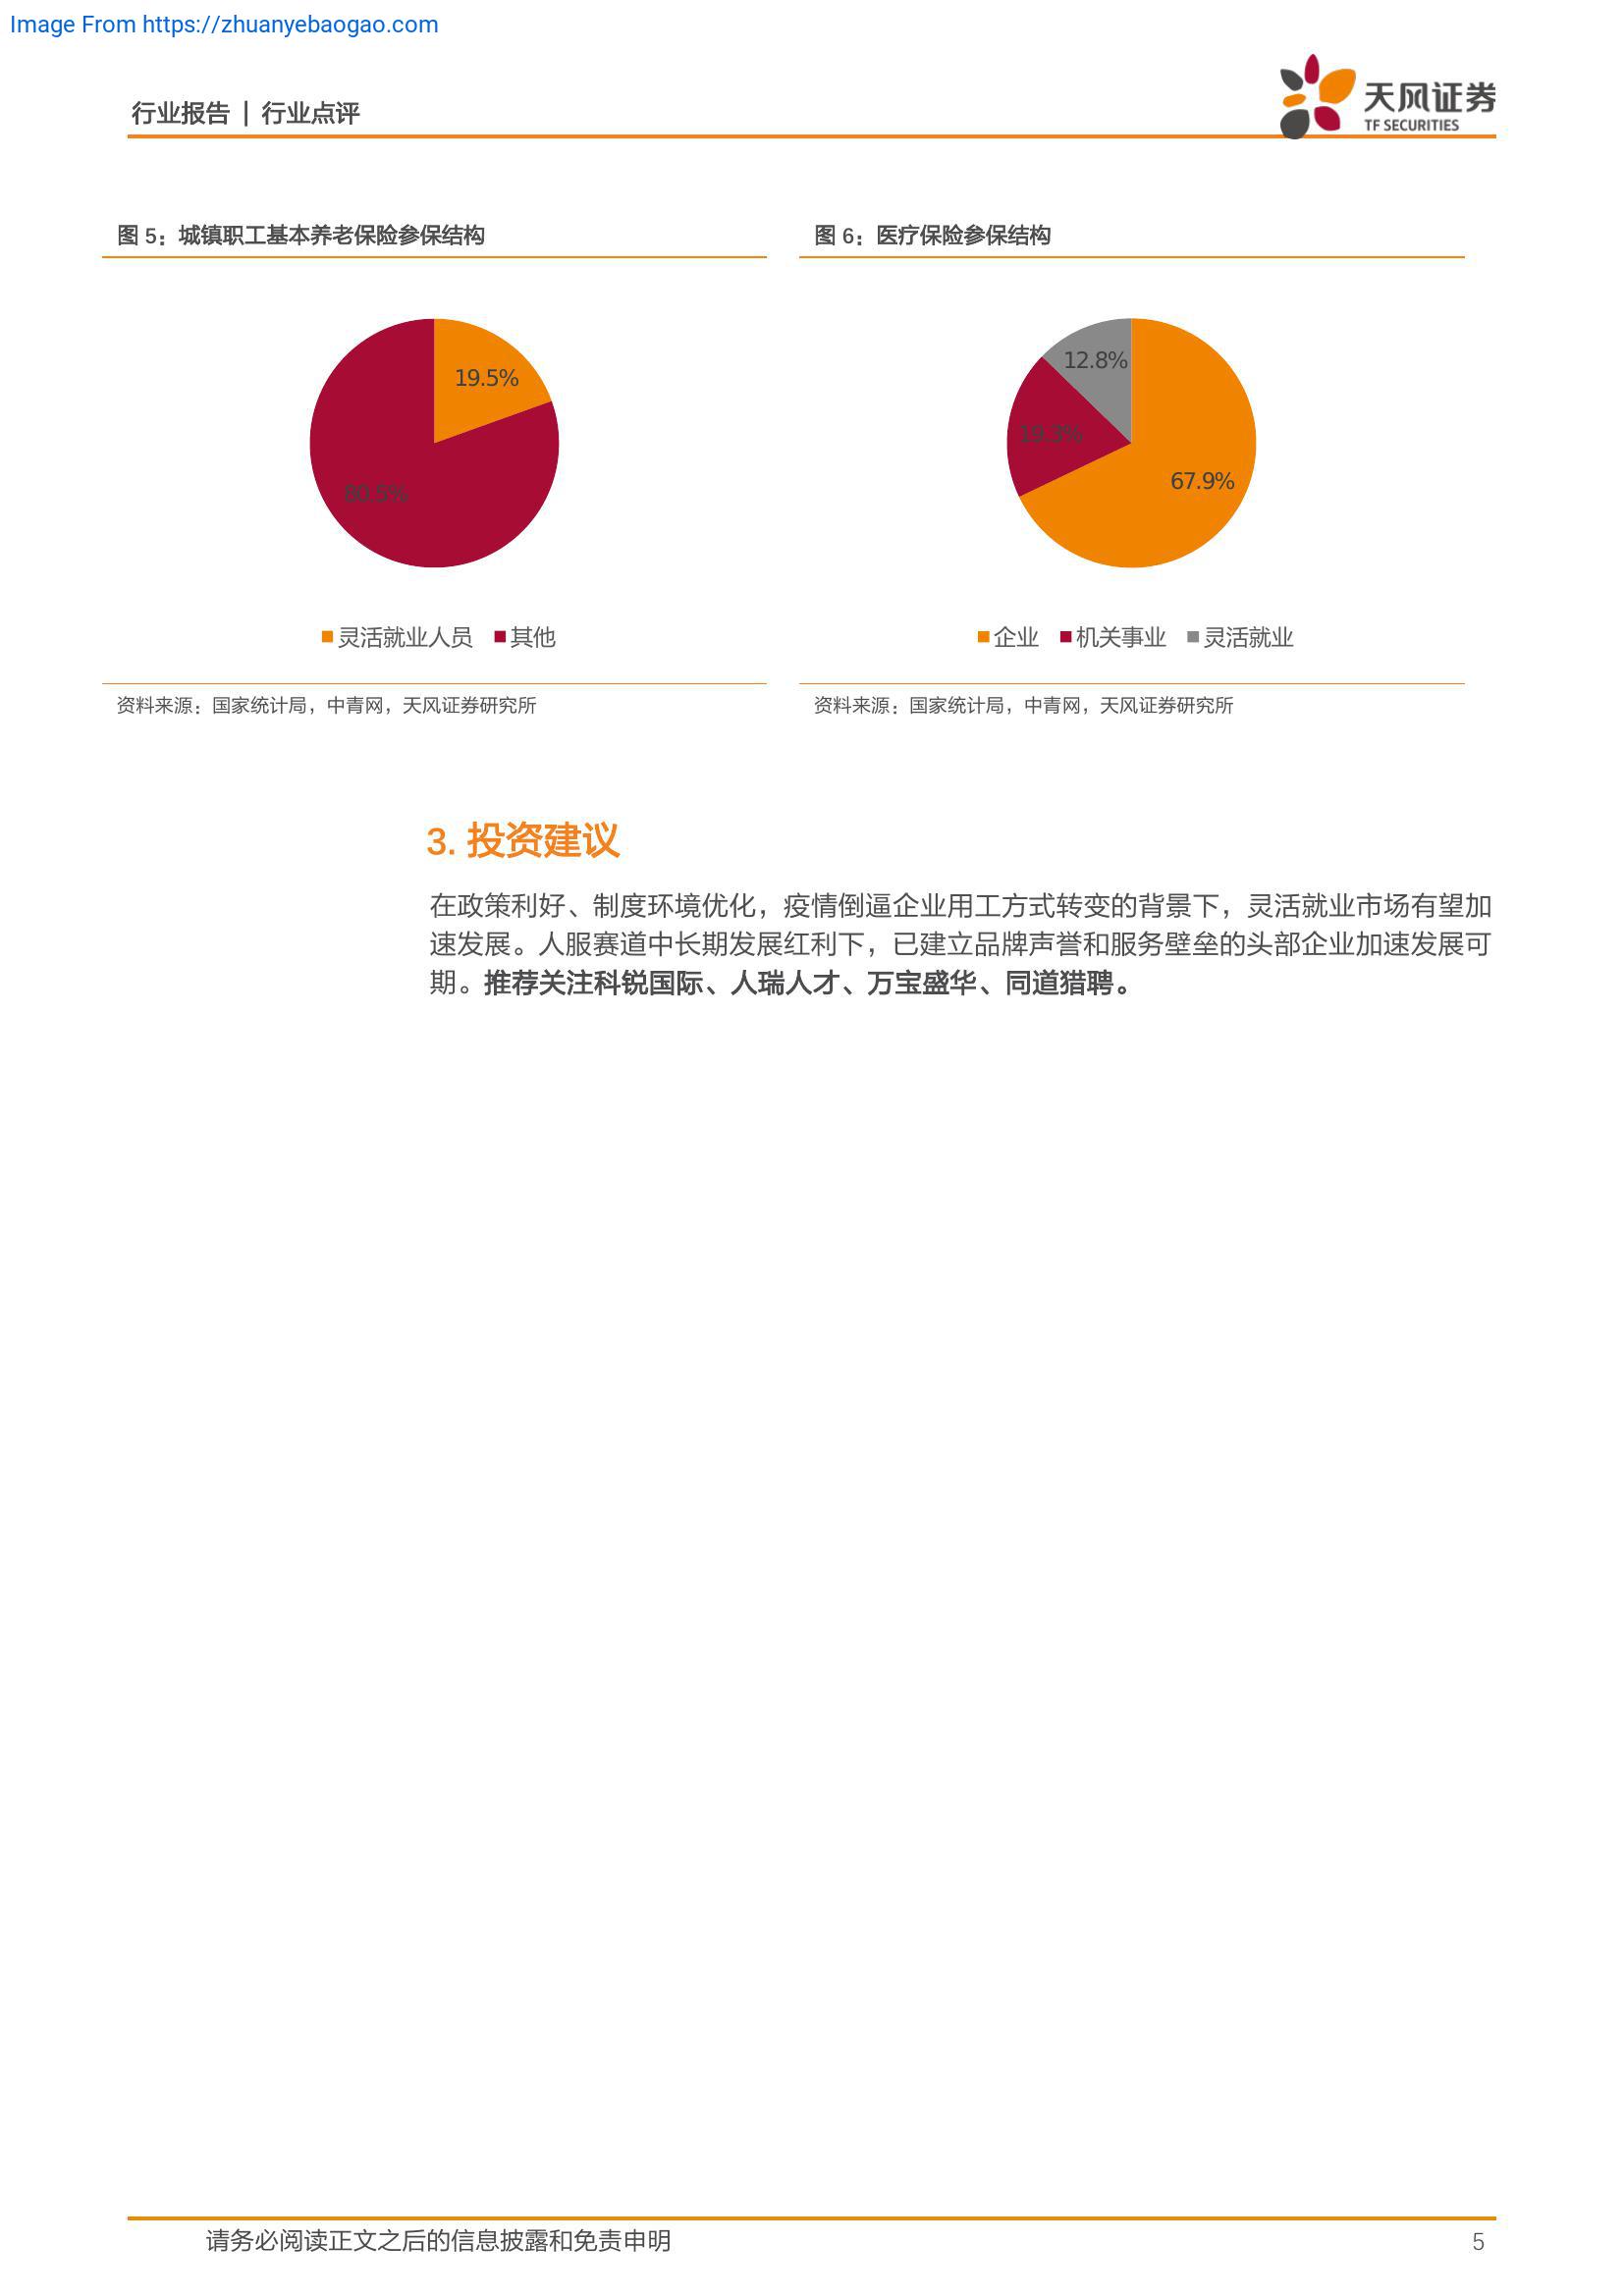 Image From https://zhuanyebaogao.com
行业报告 | 行业点评
天风证券
TF SECURITIES
图 5：城镇职工基本养老保险参保结构
19.5%
80.5%
灵活就业人员 其他
资料来源：国家统计局，中青网，天风证券研究所
图 6：医疗保险参保结构
12.8%
19.3%
67.9%
企业 机关事业 灵活就业
资料来源：国家统计局，中青网，天风证券研究所
3. 投资建议
在政策利好、制度环境优化，疫情倒逼企业用工方式转变的背景下，灵活就业市场有望加
速发展。人服赛道中长期发展红利下，已建立品牌声誉和服务壁垒的头部企业加速发展可
期。推荐关注科锐国际、人瑞人才、万宝盛华、同道猎聘。
请务必阅读正文之后的信息披露和免责申明
5